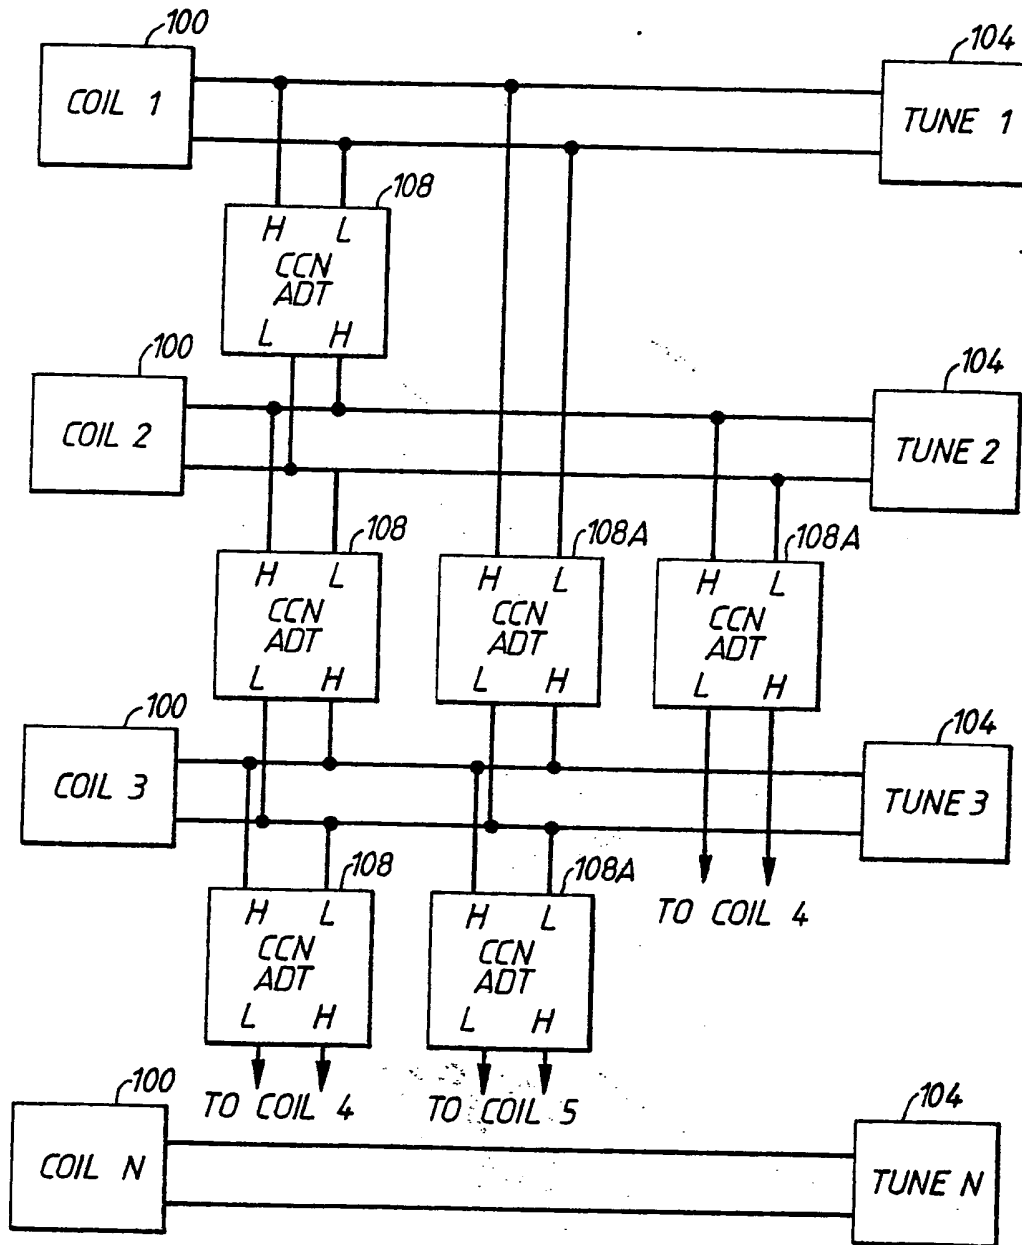 100
104
COIL 1
TUNE 1
108
H L
CCN
ADT
L H
100
104
COIL 2
TUNE 2
108
108A
108A
H L
CCN
ADT
L H
H L
CCN
ADT
L H
H L
CCN
ADT
L H
100
104
COIL 3
TUNE 3
108
108A
H L
CCN
ADT
L H
H L
CCN
ADT
L H
TO COIL 4
TO COIL 4
TO COIL 5
100
104
COIL N
TUNE N